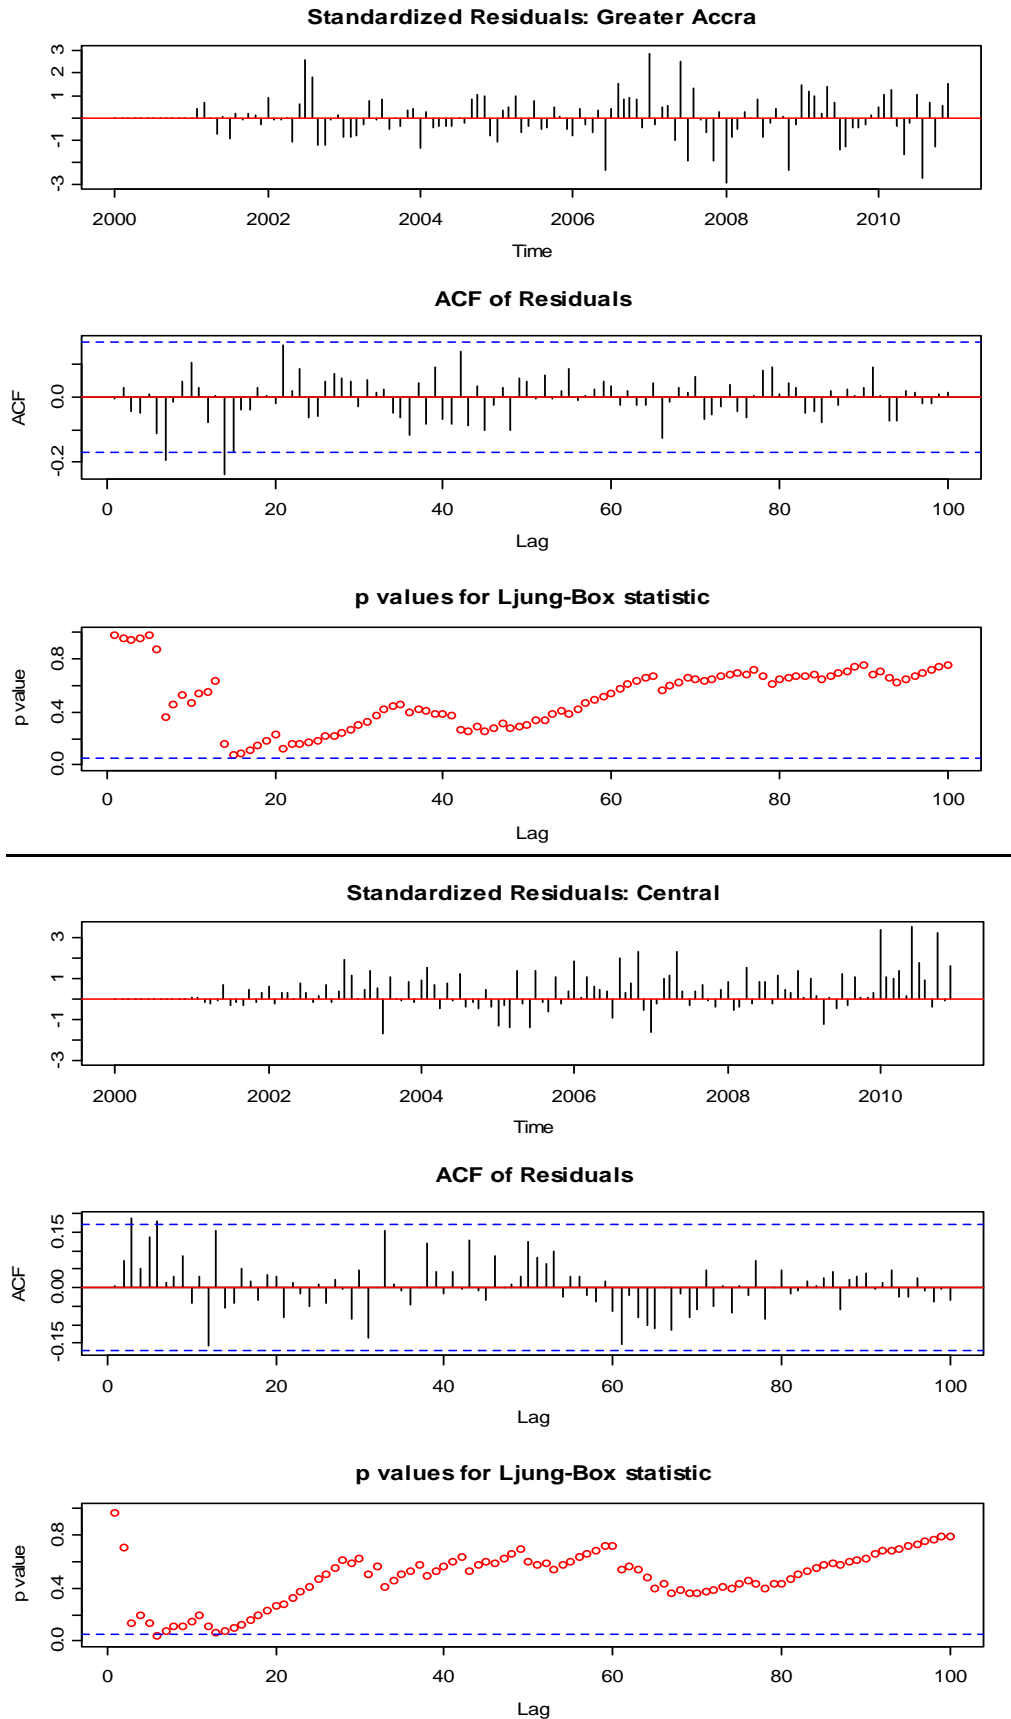 Standardized Residuals: Greater Accra
3
2
1
-1
-3
2000 2002 2004 2006 2008 2010
Time
ACF of Residuals
ACF
0.0
-0.2
0 20 40 60 80 100
Lag
p values for Ljung-Box statistic
p value
0.8
0.4
0.0
0 20 40 60 80 100
Lag
Standardized Residuals: Central
3
1
-1
-3
2000 2002 2004 2006 2008 2010
Time
ACF of Residuals
ACF
0.15
0.00
-0.15
0 20 40 60 80 100
Lag
p values for Ljung-Box statistic
p value
0.8
0.4
0.0
0 20 40 60 80 100
Lag